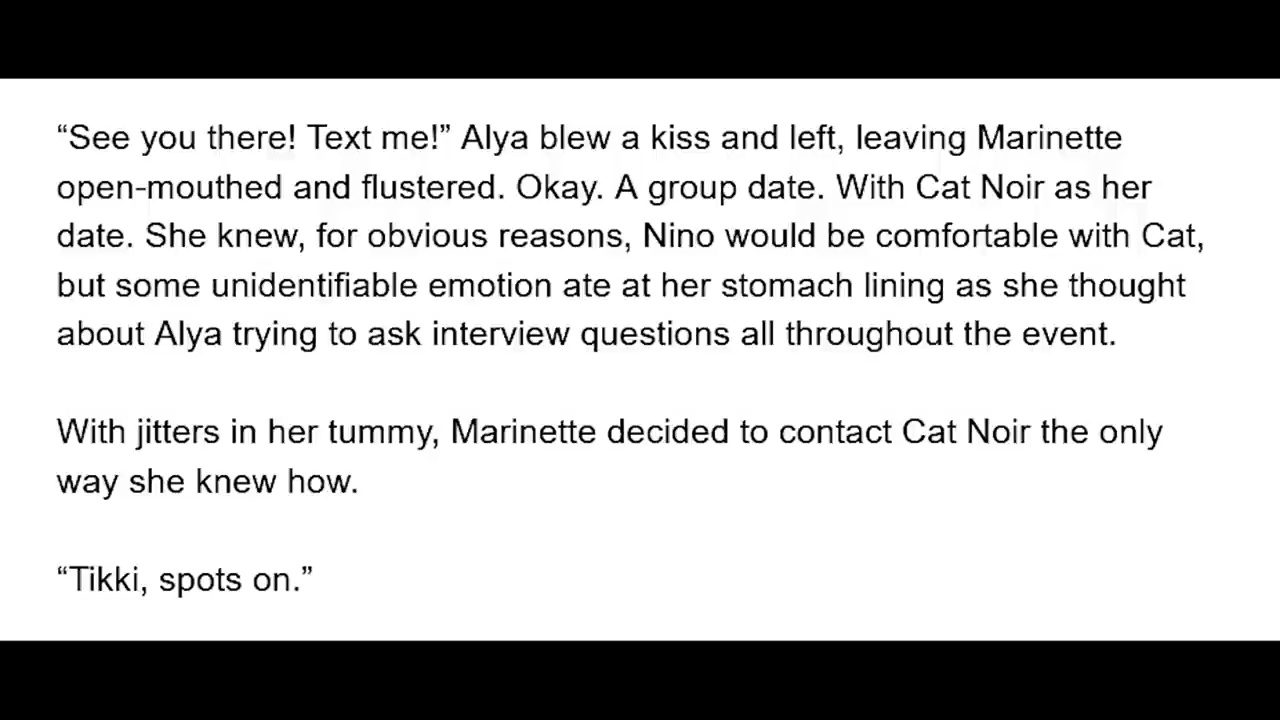 “See you there! Text me!” Alya blew a kiss and left, leaving Marinette
open-mouthed and flustered. Okay. A group date. With Cat Noir as her
date. She knew, for obvious reasons, Nino would be comfortable with Cat,
but some unidentifiable emotion ate at her stomach lining as she thought
about Alya trying to ask interview questions all throughout the event.
With jitters in her tummy, Marinette decided to contact Cat Noir the only
way she knew how.
“Tikki, spots on.”